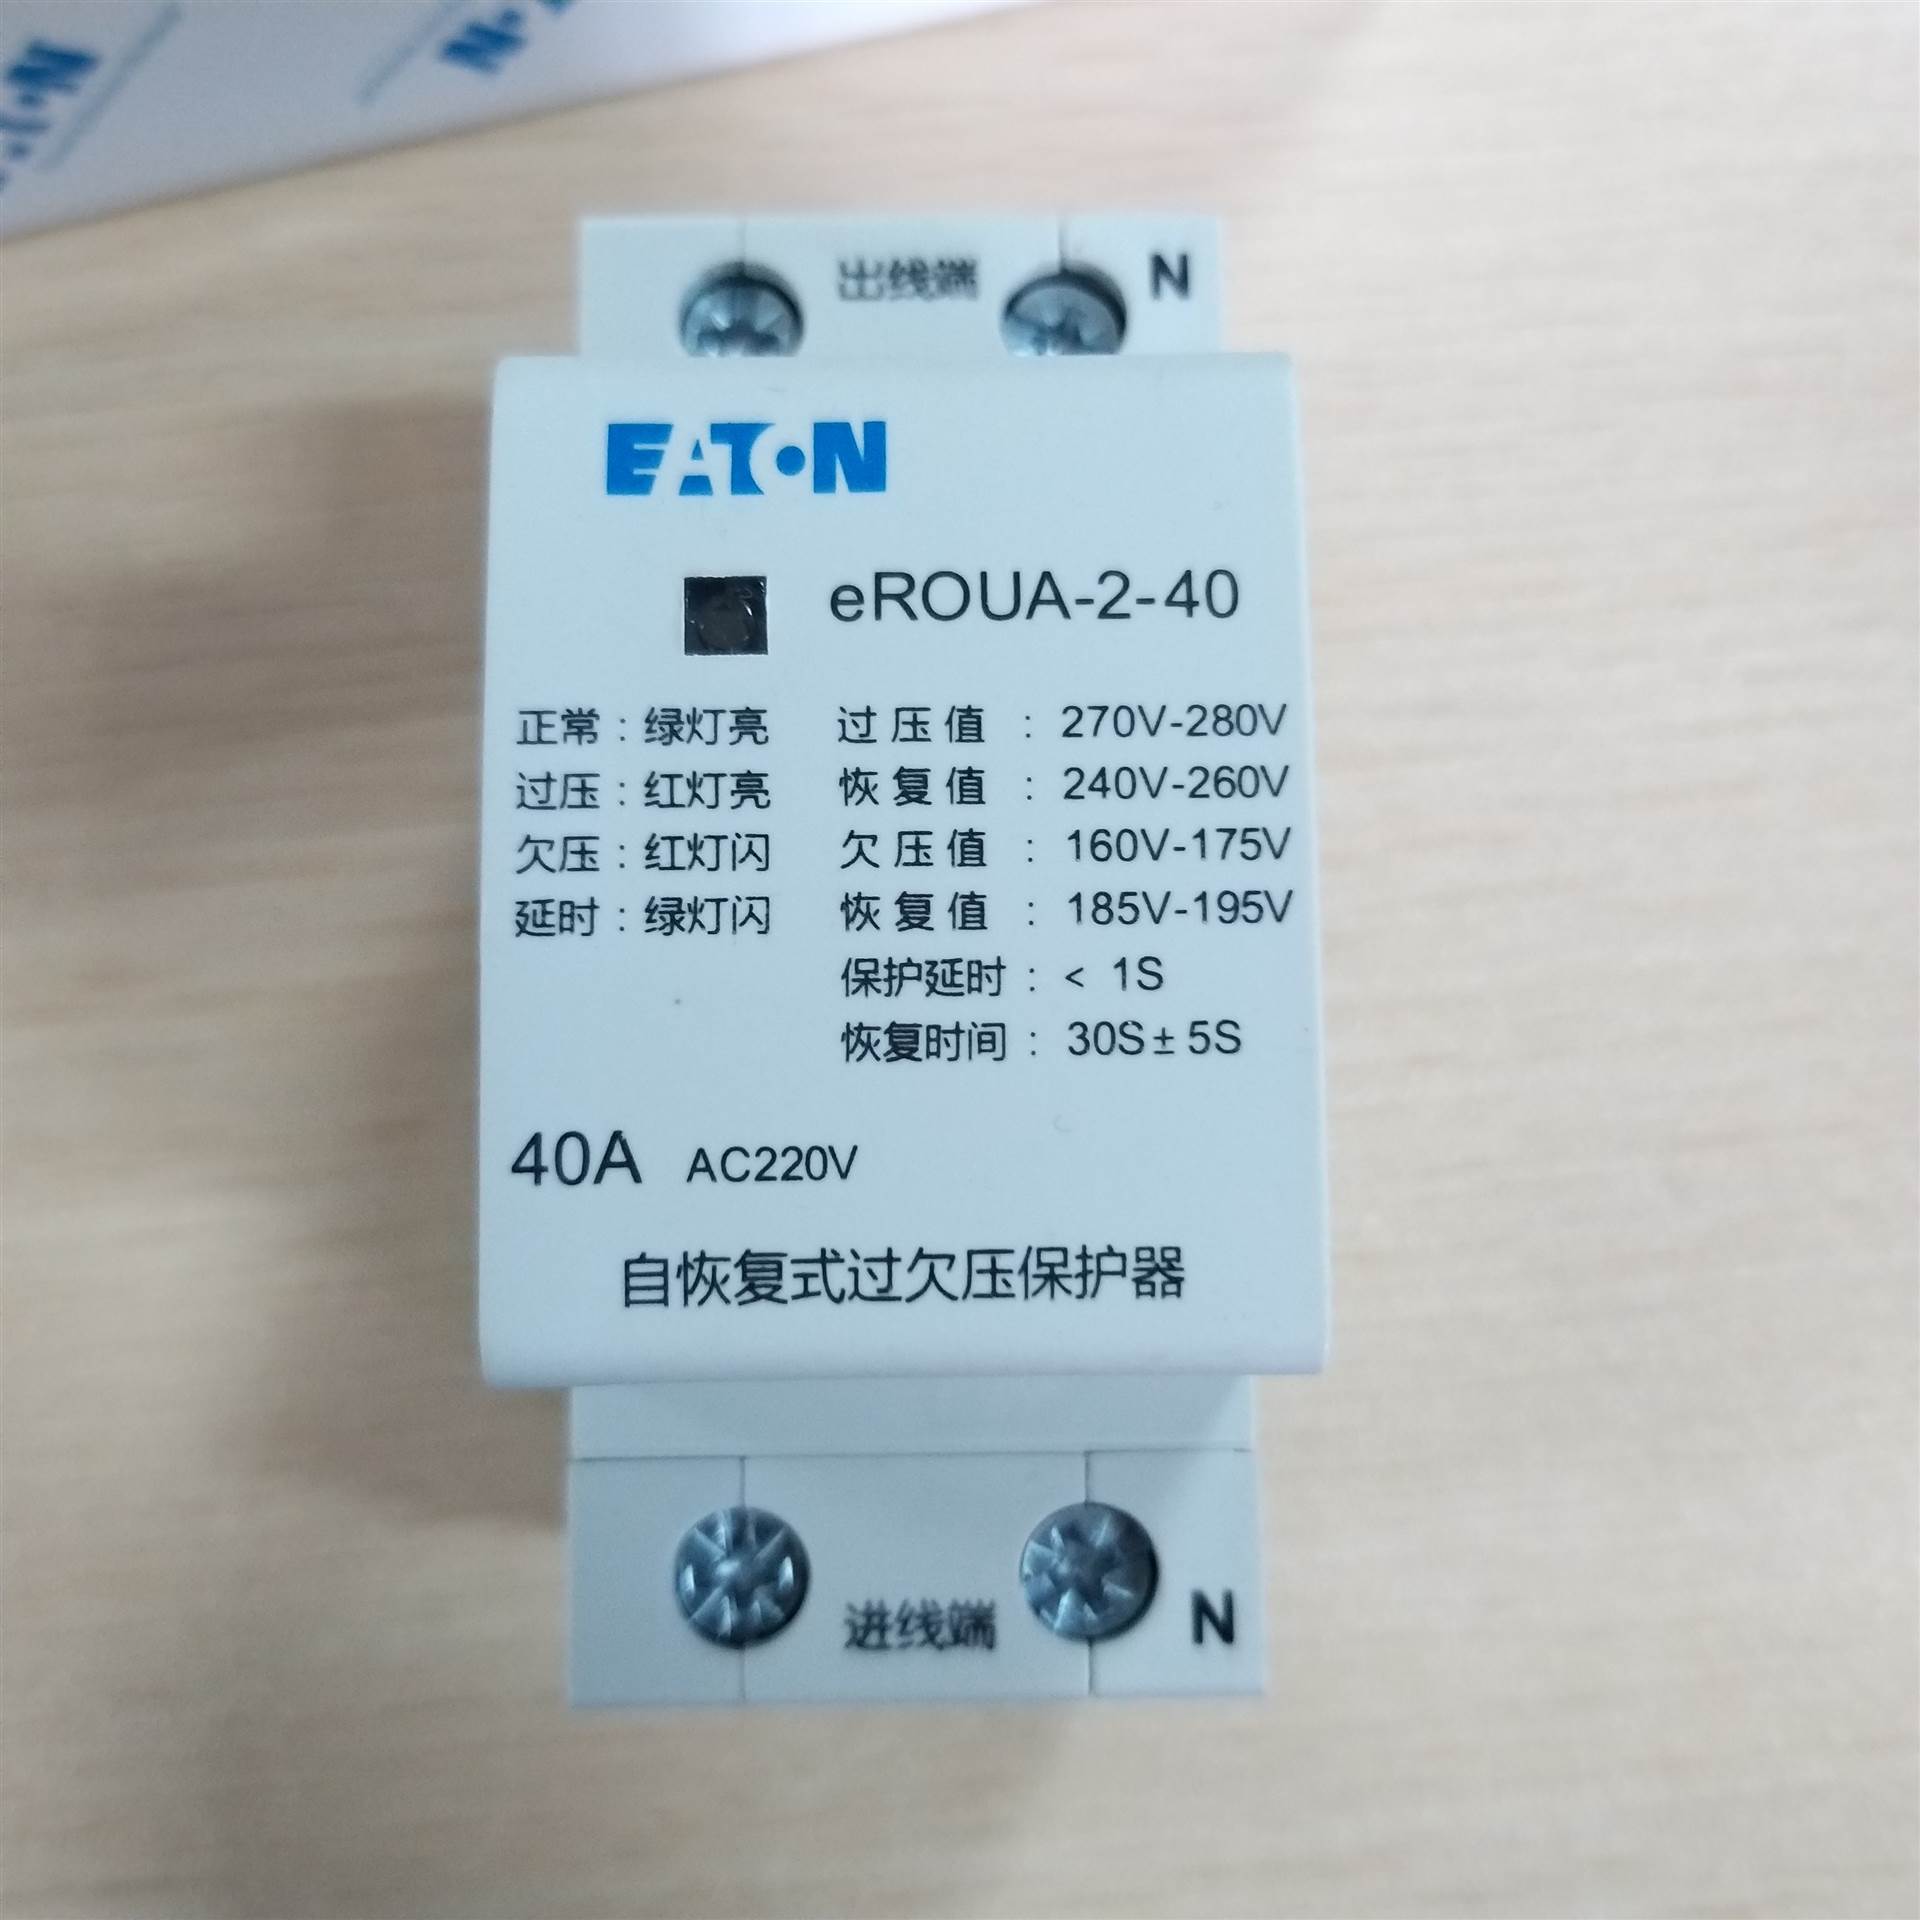 出线端 N
EATON
eROUA-2-40
正常：绿灯亮 过压值：270V-280V
过压：红灯亮 恢复值：240V-260V
欠压：红灯闪 欠压值：160V-175V
延时：绿灯闪 恢复值：185V-195V
保护延时：< 1S
恢复时间：30S±5S
40A AC220V
自恢复式过欠压保护器
进线端 N